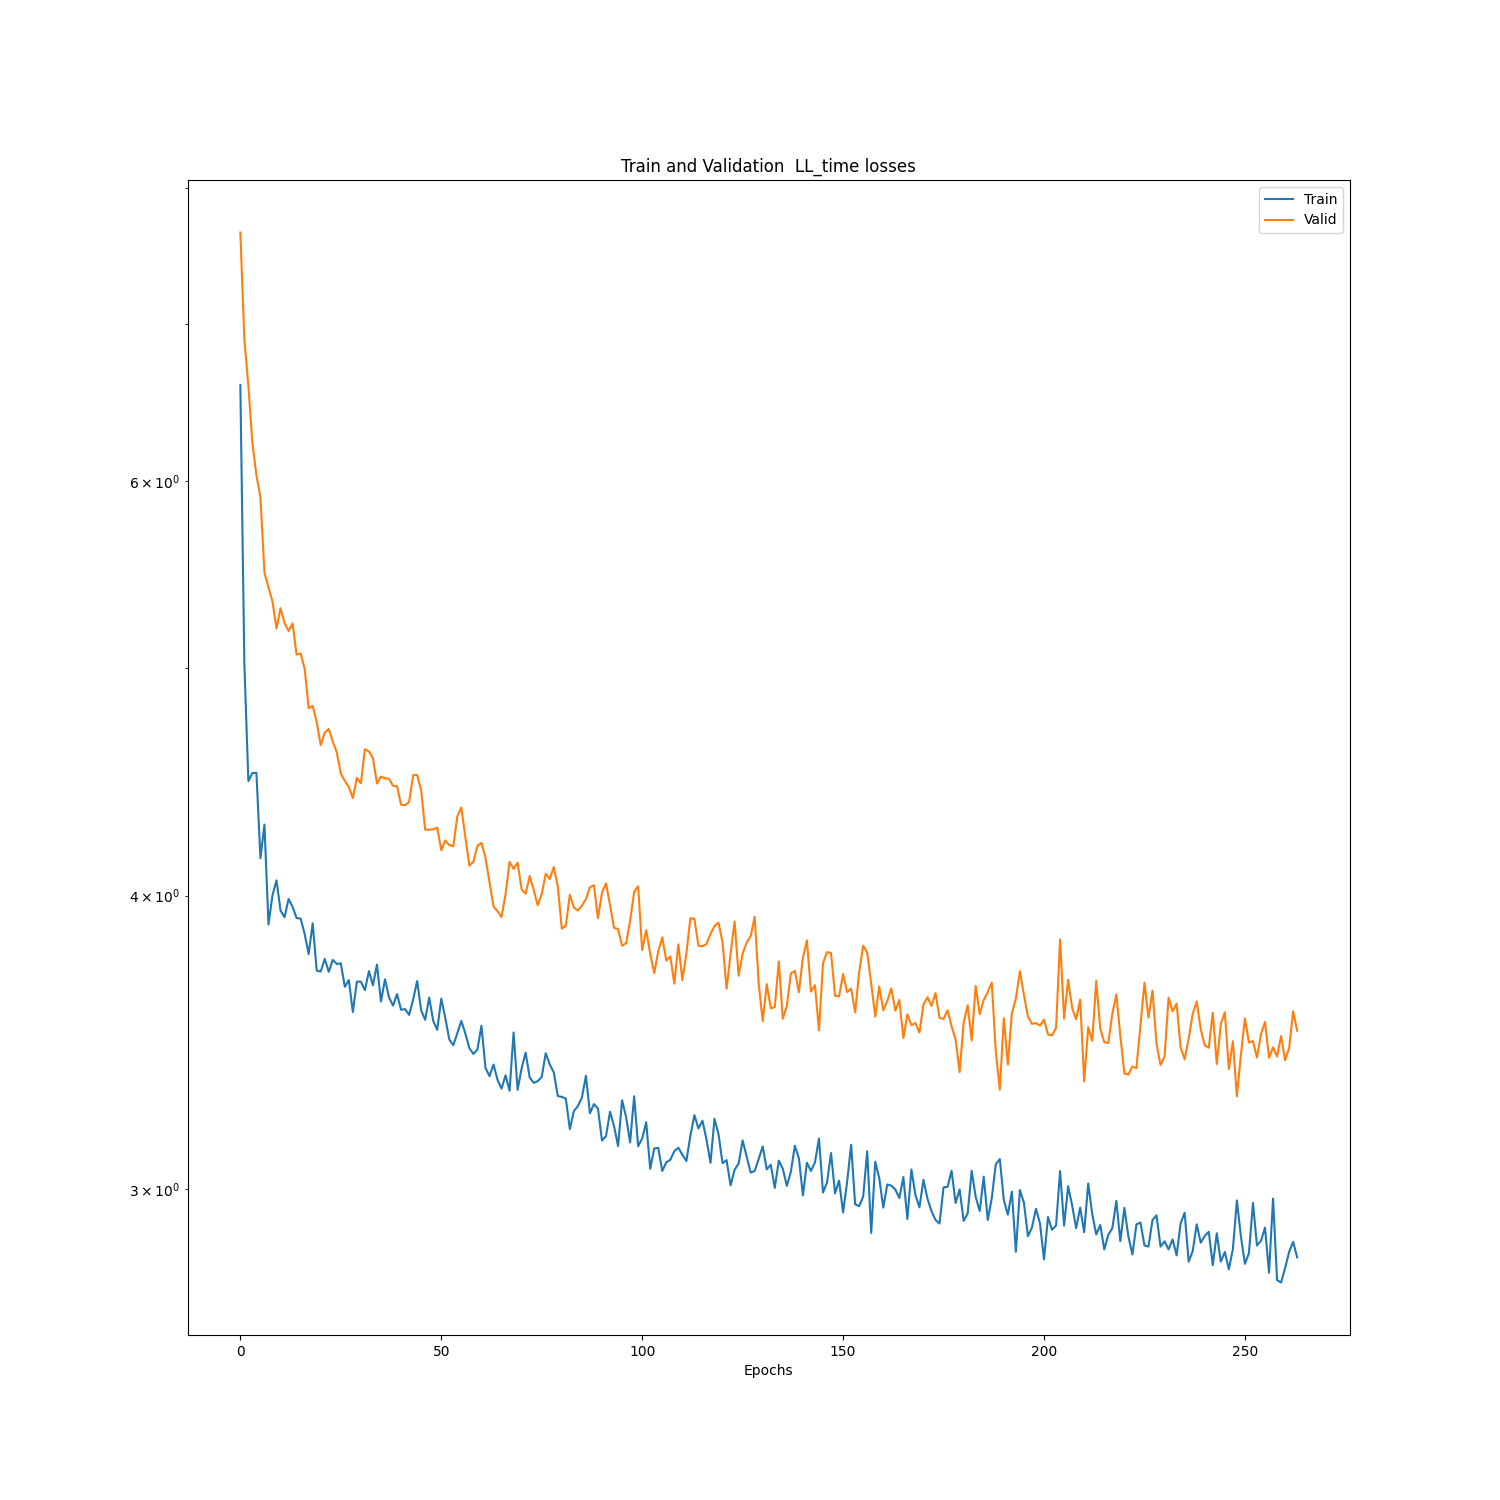 Train and Validation  LL_time losses
Train
Valid
6 × 10⁰
4 × 10⁰
3 × 10⁰
0 50 100 150 200 250
Epochs